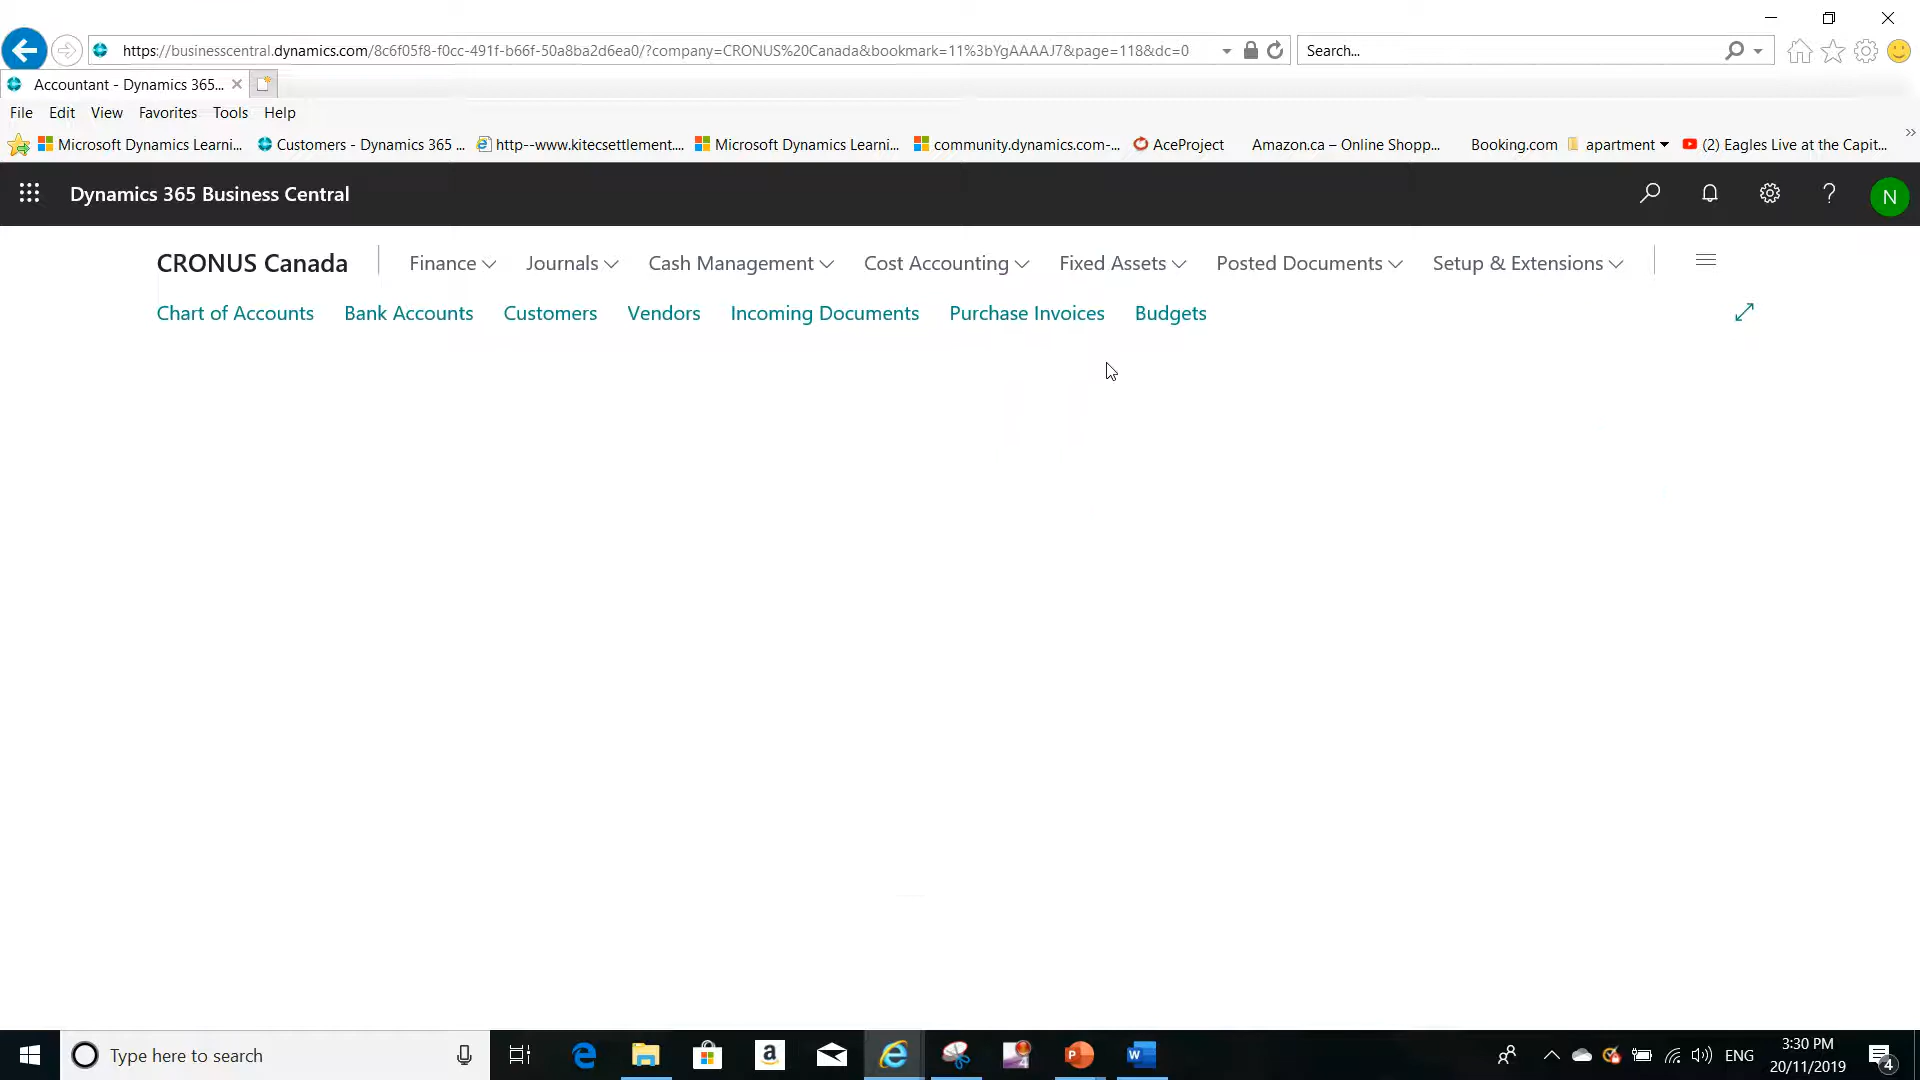 https://businesscentral.dynamics.com/8c6f05f8-f0cc-491f-b66f-50a8ba2d6ea0/?company=CRONUS%20Canada&bookmark=11%3bYgAAAAJ7&page=118&dc=0
Search...
Accountant - Dynamics 365...
File Edit View Favorites Tools Help
Microsoft Dynamics Learni... Customers - Dynamics 365 ... http--www.kitecsettlement.... Microsoft Dynamics Learni... community.dynamics.com-... AceProject Amazon.ca – Online Shopp... Booking.com apartment (2) Eagles Live at the Capit...
Dynamics 365 Business Central
N
CRONUS Canada Finance Journals Cash Management Cost Accounting Fixed Assets Posted Documents Setup & Extensions
Chart of Accounts Bank Accounts Customers Vendors Incoming Documents Purchase Invoices Budgets
Type here to search
ENG
3:30 PM
20/11/2019
4